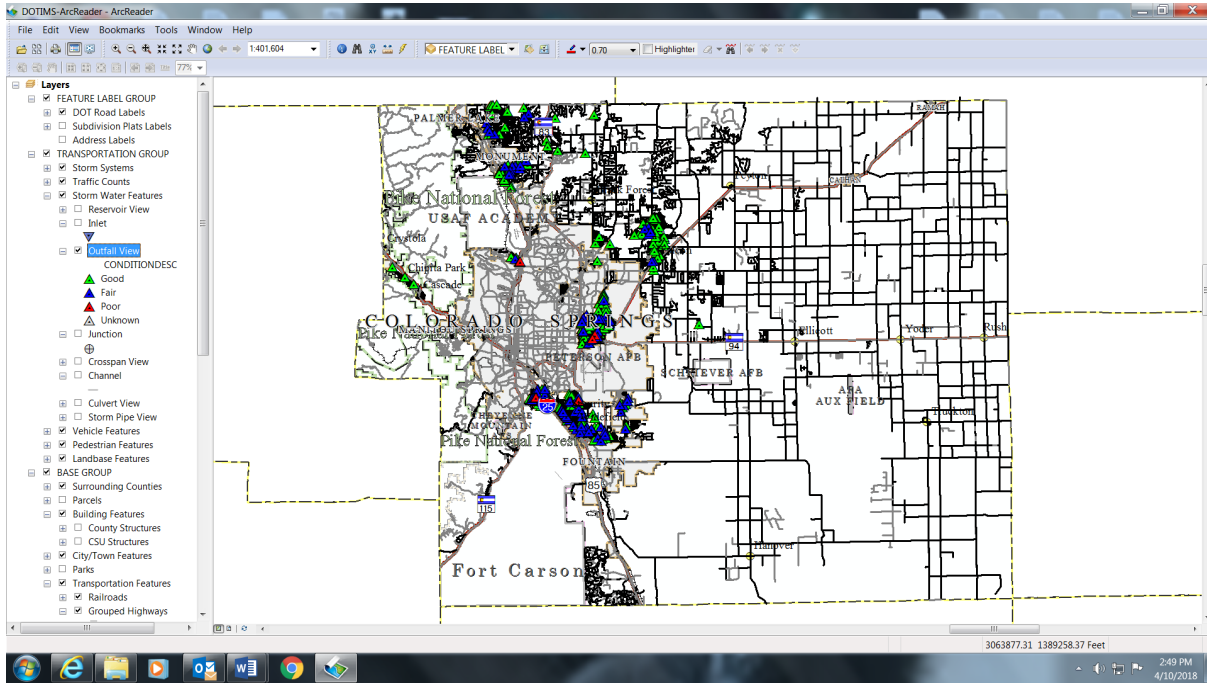 DOTIMS-ArcReader - ArcReader
File Edit View Bookmarks Tools Window Help
1:401.604
FEATURE LABEL
0.70
Highlighter
77%
Layers
FEATURE LABEL GROUP
DOT Road Labels
Subdivision Plats Labels
Address Labels
TRANSPORTATION GROUP
Storm Systems
Traffic Counts
Storm Water Features
Reservoir View
Inlet
Outfall View
CONDITIONDESC
Good
Fair
Poor
Unknown
Junction
Crosspan View
Channel
Culvert View
Storm Pipe View
Vehicle Features
Pedestrian Features
Landbase Features
BASE GROUP
Surrounding Counties
Parcels
Building Features
County Structures
CSU Structures
City/Town Features
Parks
Transportation Features
Railroads
Grouped Highways
RAMAH
PALMER LAKE
83
MONUMENT
Peyton
CALHAN
Pike National Forest
USAF ACADEMY
Crystola
Chipita Park
Cascade
COLORADO SPRINGS
MANITOU SPRINGS
Pike National
Ellicott
Yoder
Rush
94
PETERSON AFB
SCHRIEVER AFB
AFA
AUX FIELD
25
CHEYENNE
MOUNTAIN
Truckton
Pike National Forest
FOUNTAIN
85
115
Hanover
Fort Carson
3063877.31 1389258.37 Feet
2:49 PM
4/10/2018